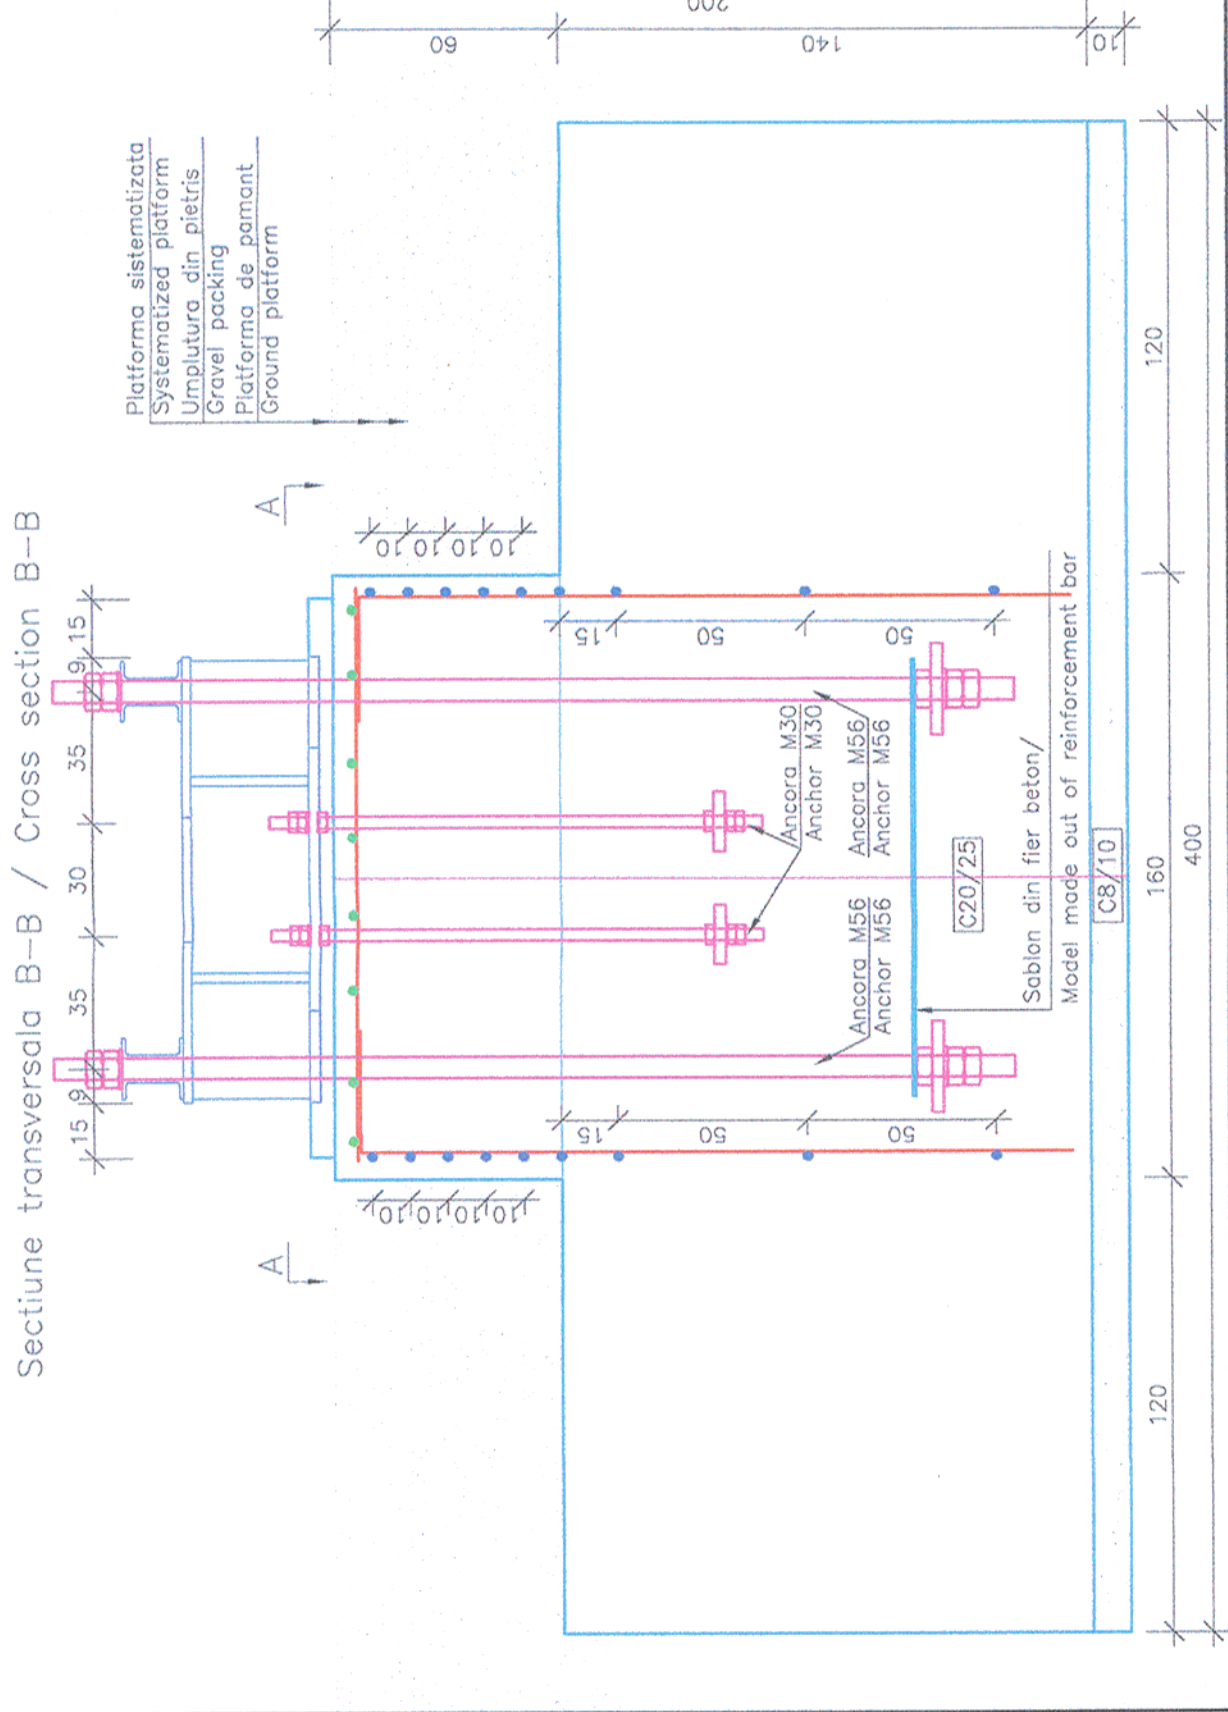 Sectiune transversala B-B / Cross section B-B
15 9 35 30 35 9 15
Platforma sistematizata
Systematized platform
Umplutura din pietris
Gravel packing
Platforma de pamant
Ground platform
A
A
10 10 10 10
10 10 10 10
60
140
10
200
15
50
50
15
50
50
Ancora M30
Anchor M30
Ancora M56
Anchor M56
Ancora M56
Anchor M56
C20/25
Sablon din fier beton/
Model made out of reinforcement bar
C8/10
120 160 120
400